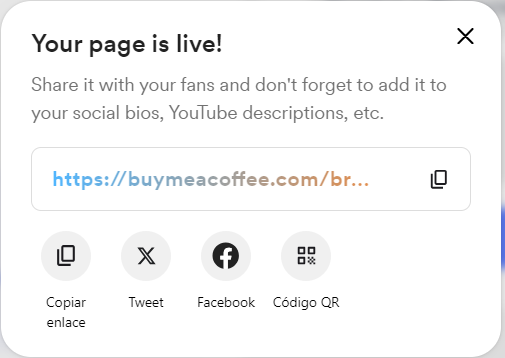 Your page is live!
Share it with your fans and don't forget to add it to
your social bios, YouTube descriptions, etc.
https://buymeacoffee.com/br...
Copiar
enlace
Tweet
Facebook
Código QR